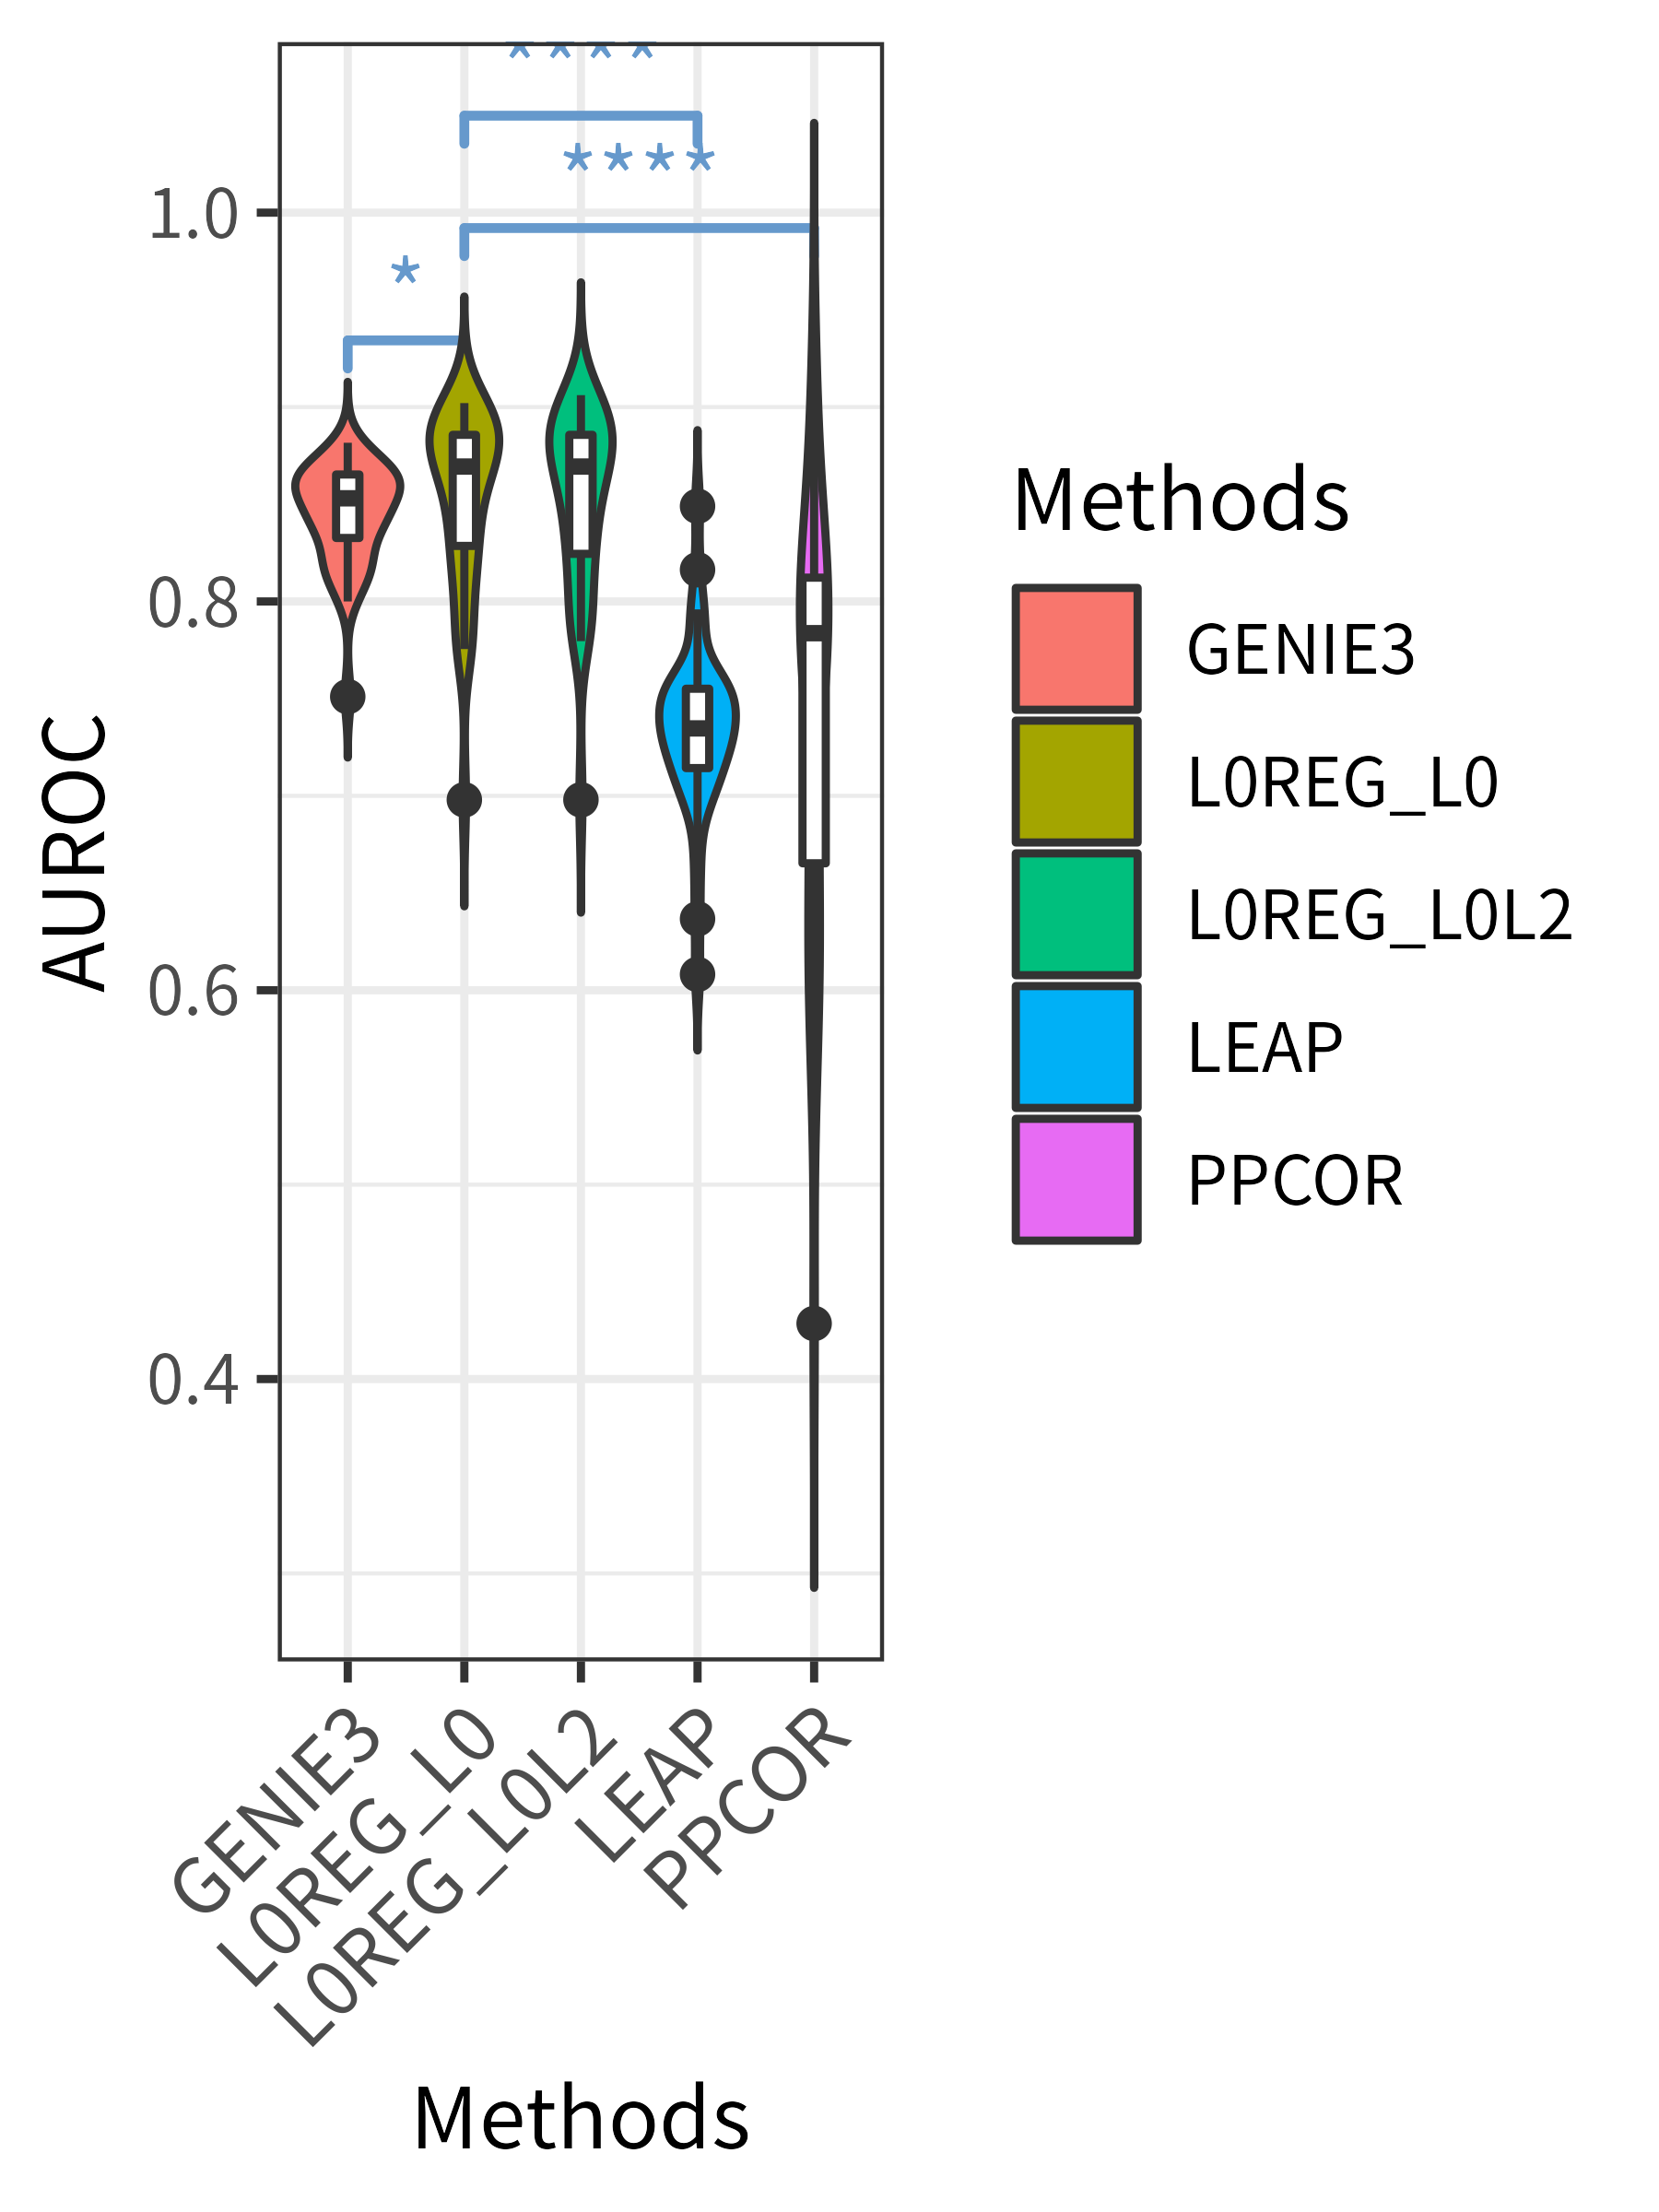 ****
****
*
1.0
0.8
0.6
0.4
AUROC
GENIE3
L0REG_L0
L0REG_L0L2
LEAP
PPCOR
Methods
Methods
GENIE3
L0REG_L0
L0REG_L0L2
LEAP
PPCOR